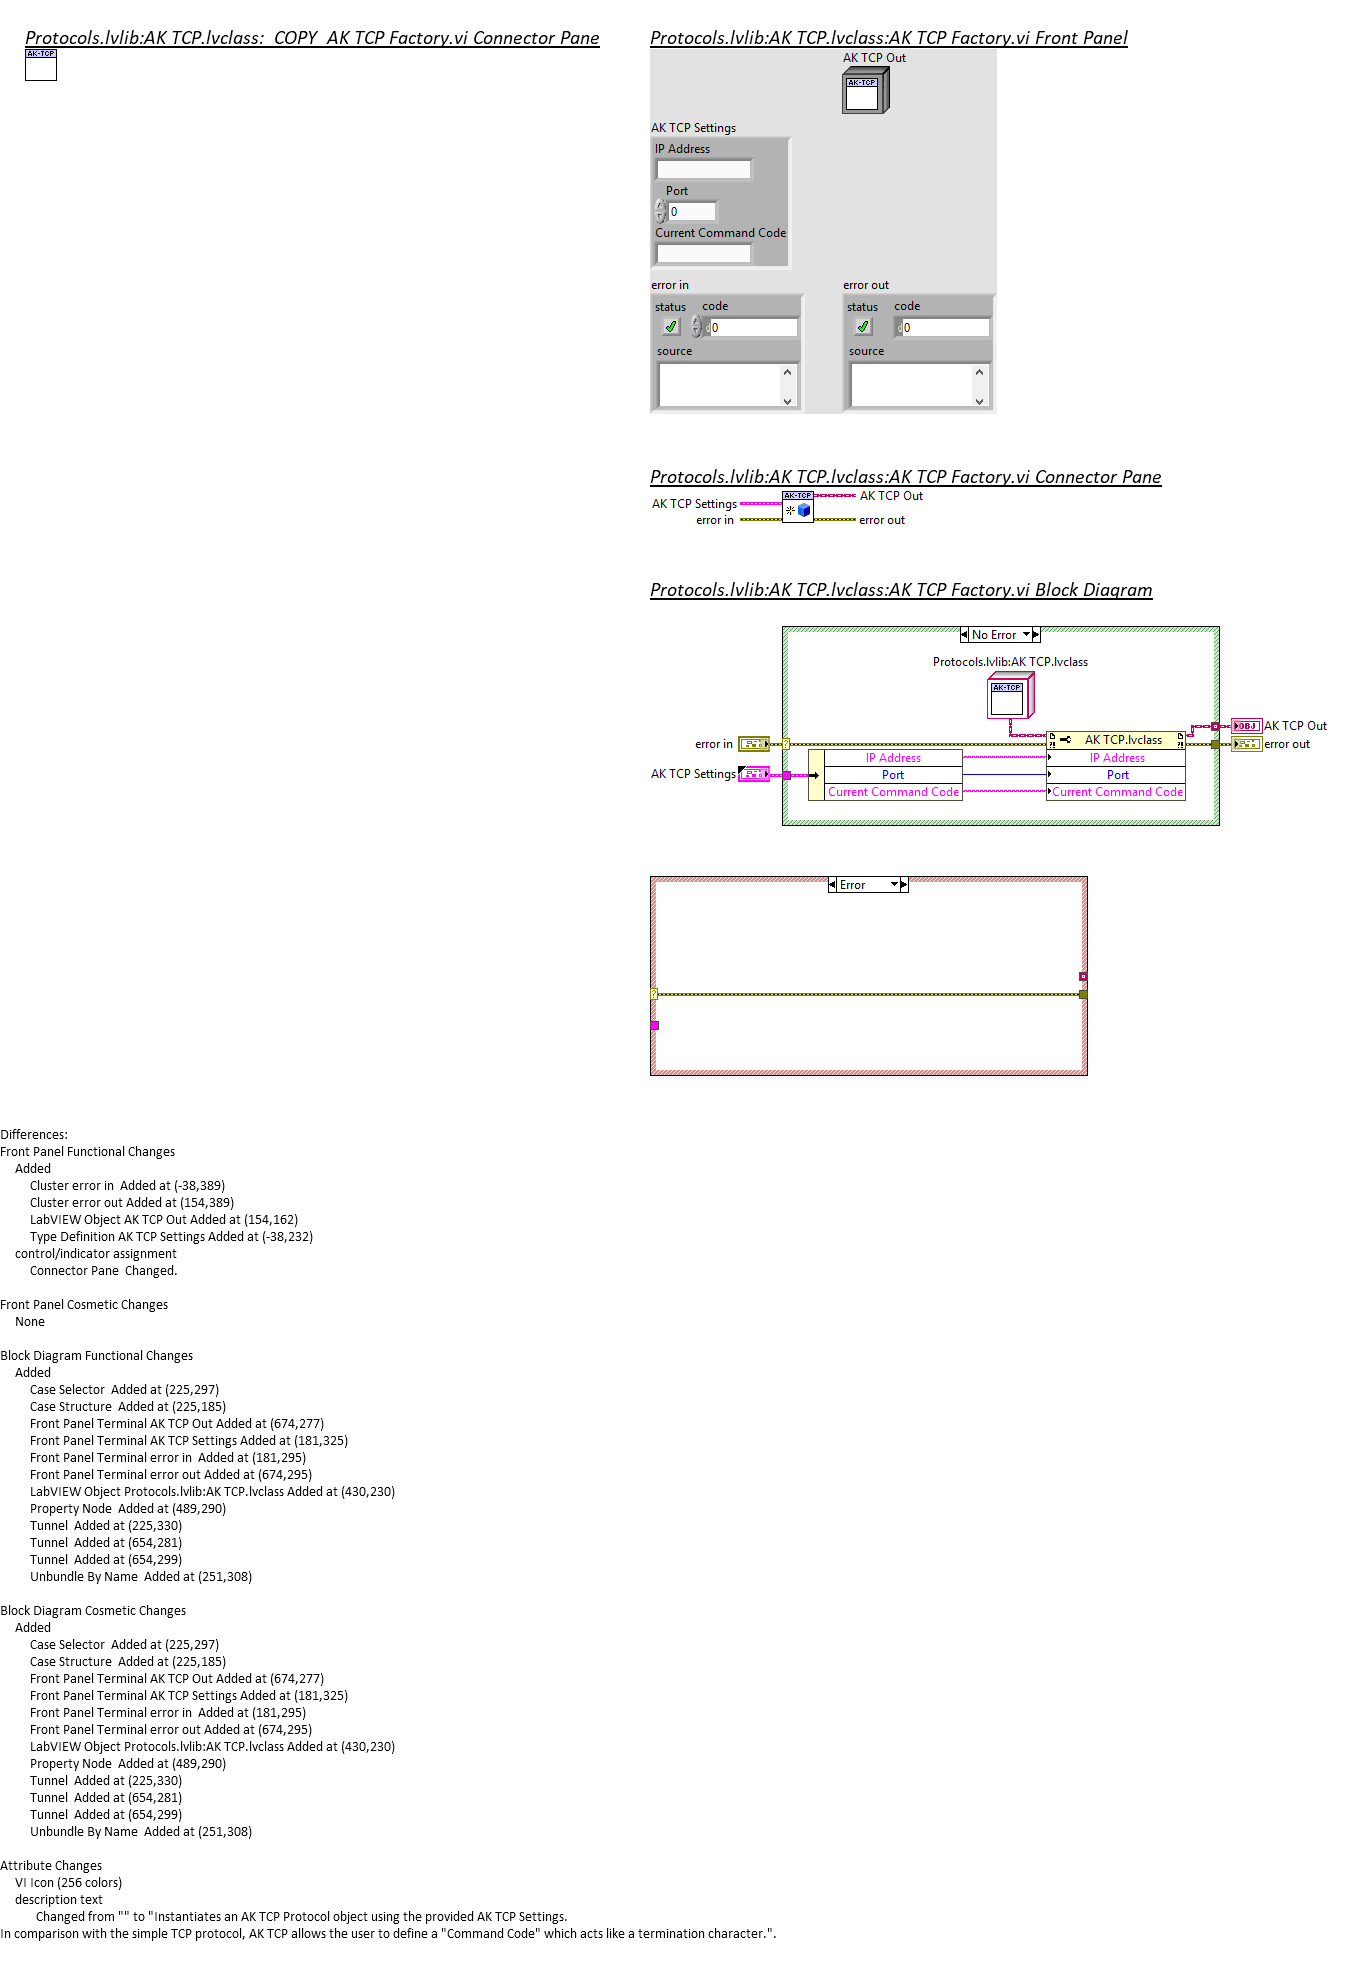 Protocols.lvlib:AK TCP.lvclass:_COPY_AK TCP Factory.vi Connector Pane
AK-TCP
Protocols.lvlib:AK TCP.lvclass:AK TCP Factory.vi Front Panel
AK TCP Out
AK-TCP
AK TCP Settings
IP Address
Port
0
Current Command Code
error in
error out
status code
0
status code
0
source
source
Protocols.lvlib:AK TCP.lvclass:AK TCP Factory.vi Connector Pane
AK TCP Settings
error in
AK-TCP
AK TCP Out
error out
Protocols.lvlib:AK TCP.lvclass:AK TCP Factory.vi Block Diagram
No Error
Protocols.lvlib:AK TCP.lvclass
AK-TCP
OBJ AK TCP Out
error in
?
AK TCP.lvclass
error out
IP Address
IP Address
AK TCP Settings
Port
Port
Current Command Code
Current Command Code
Error
?
Differences:
Front Panel Functional Changes
Added
Cluster error in  Added at (-38,389)
Cluster error out Added at (154,389)
LabVIEW Object AK TCP Out Added at (154,162)
Type Definition AK TCP Settings Added at (-38,232)
control/indicator assignment
Connector Pane  Changed.
Front Panel Cosmetic Changes
None
Block Diagram Functional Changes
Added
Case Selector  Added at (225,297)
Case Structure  Added at (225,185)
Front Panel Terminal AK TCP Out Added at (674,277)
Front Panel Terminal AK TCP Settings Added at (181,325)
Front Panel Terminal error in  Added at (181,295)
Front Panel Terminal error out Added at (674,295)
LabVIEW Object Protocols.lvlib:AK TCP.lvclass Added at (430,230)
Property Node  Added at (489,290)
Tunnel  Added at (225,330)
Tunnel  Added at (654,281)
Tunnel  Added at (654,299)
Unbundle By Name  Added at (251,308)
Block Diagram Cosmetic Changes
Added
Case Selector  Added at (225,297)
Case Structure  Added at (225,185)
Front Panel Terminal AK TCP Out Added at (674,277)
Front Panel Terminal AK TCP Settings Added at (181,325)
Front Panel Terminal error in  Added at (181,295)
Front Panel Terminal error out Added at (674,295)
LabVIEW Object Protocols.lvlib:AK TCP.lvclass Added at (430,230)
Property Node  Added at (489,290)
Tunnel  Added at (225,330)
Tunnel  Added at (654,281)
Tunnel  Added at (654,299)
Unbundle By Name  Added at (251,308)
Attribute Changes
VI Icon (256 colors)
description text
Changed from "" to "Instantiates an AK TCP Protocol object using the provided AK TCP Settings.
In comparison with the simple TCP protocol, AK TCP allows the user to define a "Command Code" which acts like a termination character.".